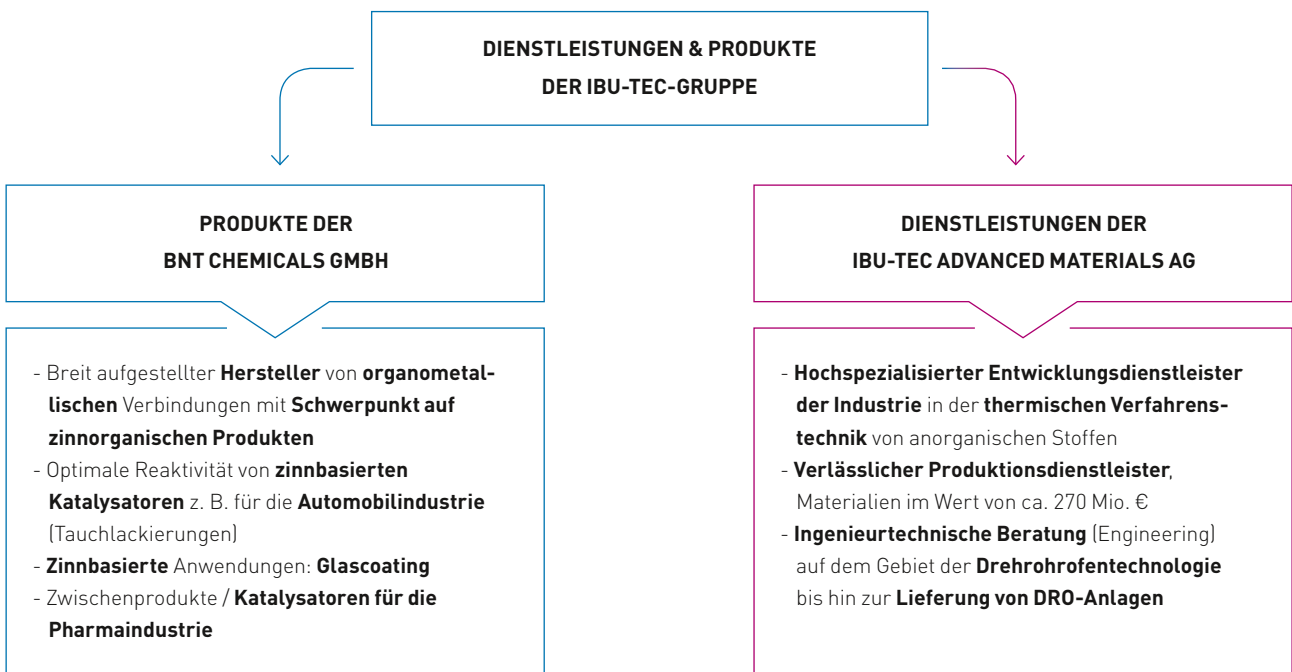 DIENSTLEISTUNGEN & PRODUKTE
DER IBU-TEC-GRUPPE
PRODUKTE DER
BNT CHEMICALS GMBH
- Breit aufgestellter Hersteller von organometal-
lischen Verbindungen mit Schwerpunkt auf
zinnorganischen Produkten
- Optimale Reaktivität von zinnbasierten
Katalysatoren z. B. für die Automobilindustrie
(Tauchlackierungen)
- Zinnbasierte Anwendungen: Glascoating
- Zwischenprodukte / Katalysatoren für die
Pharmaindustrie
DIENSTLEISTUNGEN DER
IBU-TEC ADVANCED MATERIALS AG
- Hochspezialisierter Entwicklungsdienstleister
der Industrie in der thermischen Verfahrens-
technik von anorganischen Stoffen
- Verlässlicher Produktionsdienstleister,
Materialien im Wert von ca. 270 Mio. €
- Ingenieurtechnische Beratung (Engineering)
auf dem Gebiet der Drehrohrofentechnologie
bis hin zur Lieferung von DRO-Anlagen